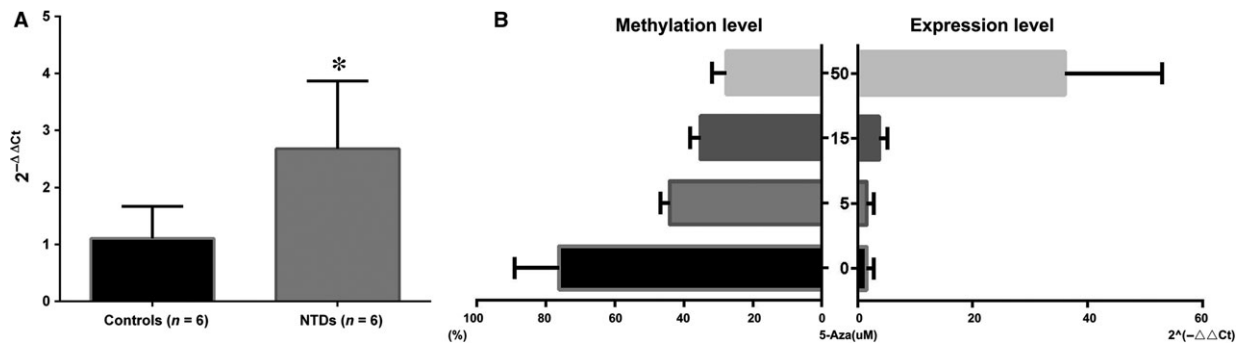 A
5
4
3
2
1
0
2^−ΔΔCt
*
Controls (n = 6)
NTDs (n = 6)
B
Methylation level
Expression level
50
15
5
0
100 80 60 40 20 0
0 20 40 60
(%)
5-Aza(uM)
2^(−△△Ct)